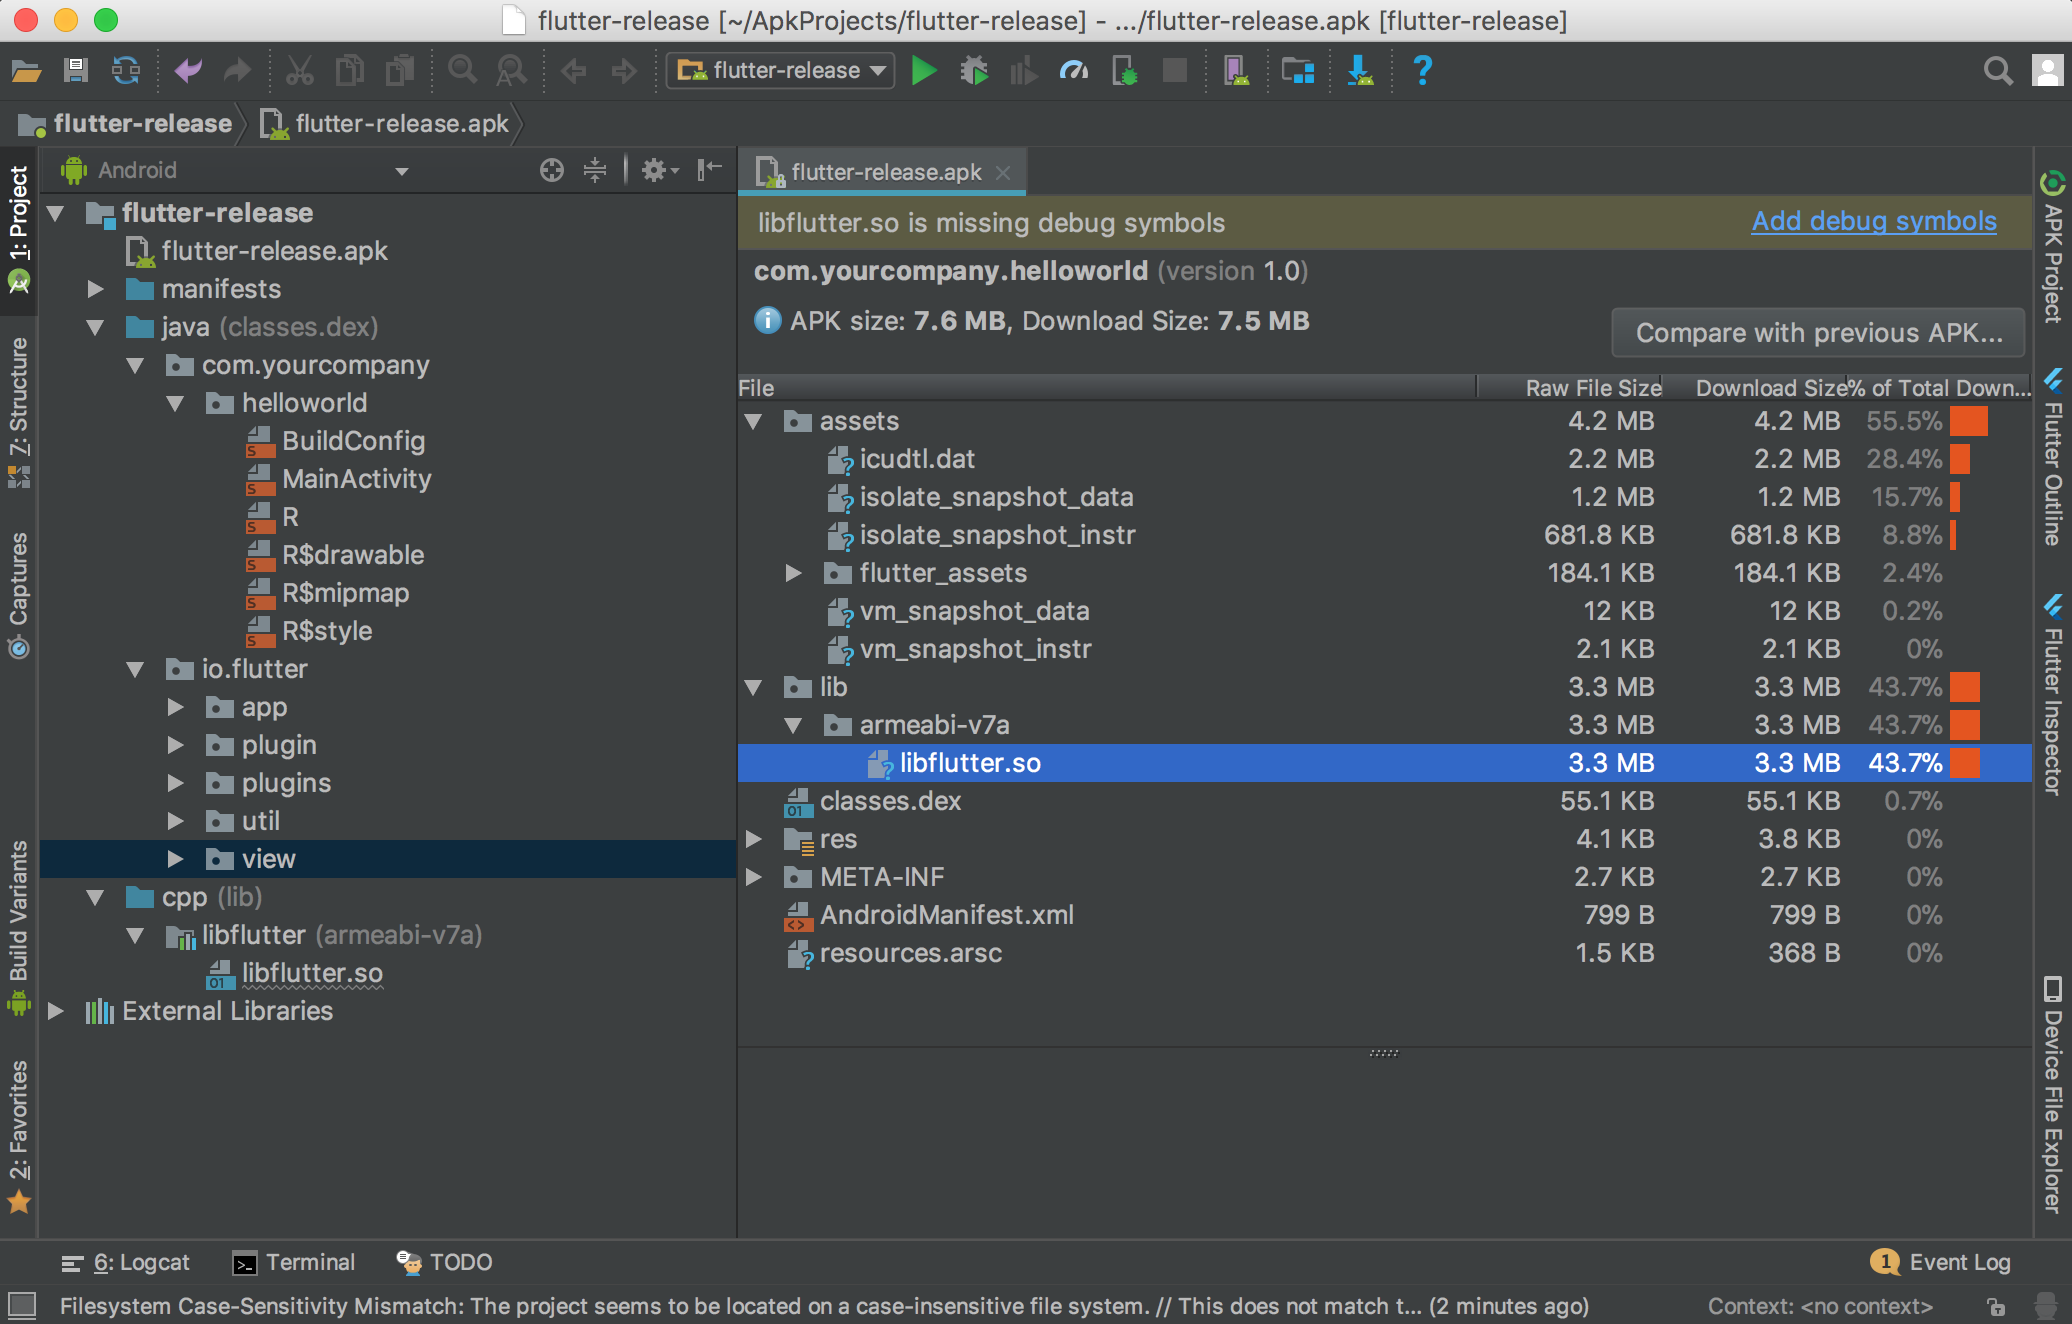 flutter-release [~/ApkProjects/flutter-release] - .../flutter-release.apk [flutter-release]
flutter-release
flutter-release
flutter-release.apk
1: Project
Z: Structure
Captures
Build Variants
2: Favorites
Android
flutter-release
flutter-release.apk
manifests
java (classes.dex)
com.yourcompany
helloworld
BuildConfig
MainActivity
R
R$drawable
R$mipmap
R$style
io.flutter
app
plugin
plugins
util
view
cpp (lib)
libflutter (armeabi-v7a)
libflutter.so
External Libraries
flutter-release.apk
libflutter.so is missing debug symbols Add debug symbols
com.yourcompany.helloworld (version 1.0)
APK size: 7.6 MB, Download Size: 7.5 MB
Compare with previous APK...
File Raw File Size Download Size % of Total Down...
assets 4.2 MB 4.2 MB 55.5%
icudtl.dat 2.2 MB 2.2 MB 28.4%
isolate_snapshot_data 1.2 MB 1.2 MB 15.7%
isolate_snapshot_instr 681.8 KB 681.8 KB 8.8%
flutter_assets 184.1 KB 184.1 KB 2.4%
vm_snapshot_data 12 KB 12 KB 0.2%
vm_snapshot_instr 2.1 KB 2.1 KB 0%
lib 3.3 MB 3.3 MB 43.7%
armeabi-v7a 3.3 MB 3.3 MB 43.7%
libflutter.so 3.3 MB 3.3 MB 43.7%
classes.dex 55.1 KB 55.1 KB 0.7%
res 4.1 KB 3.8 KB 0%
META-INF 2.7 KB 2.7 KB 0%
AndroidManifest.xml 799 B 799 B 0%
resources.arsc 1.5 KB 368 B 0%
APK Project
Flutter Outline
Flutter Inspector
Device File Explorer
6: Logcat Terminal TODO 1 Event Log
Filesystem Case-Sensitivity Mismatch: The project seems to be located on a case-insensitive file system. // This does not match t... (2 minutes ago) Context: <no context>